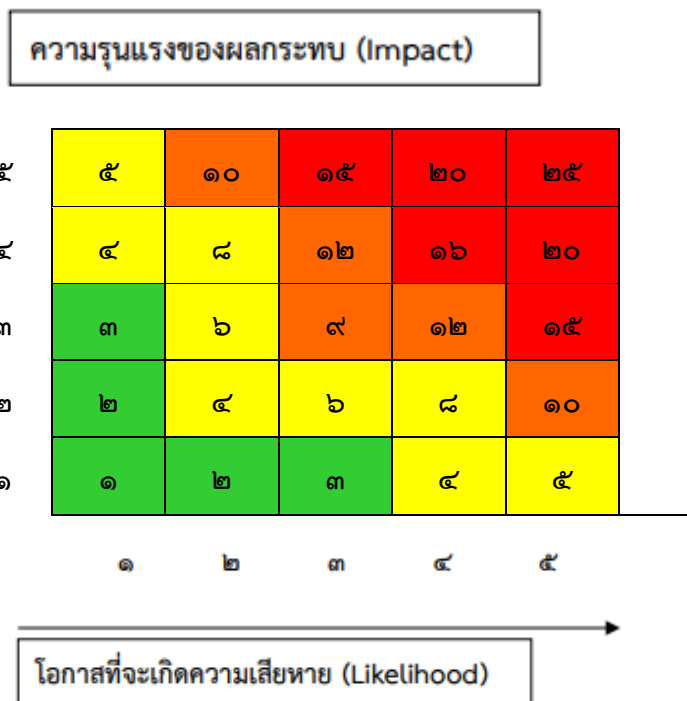 ความรุนแรงของผลกระทบ (Impact)
๕ ๕ ๑๐ ๑๕ ๒๐ ๒๕
๔ ๔ ๘ ๑๒ ๑๖ ๒๐
๓ ๓ ๖ ๙ ๑๒ ๑๕
๒ ๒ ๔ ๖ ๘ ๑๐
๑ ๑ ๒ ๓ ๔ ๕
๑ ๒ ๓ ๔ ๕
โอกาสที่จะเกิดความเสียหาย (Likelihood)